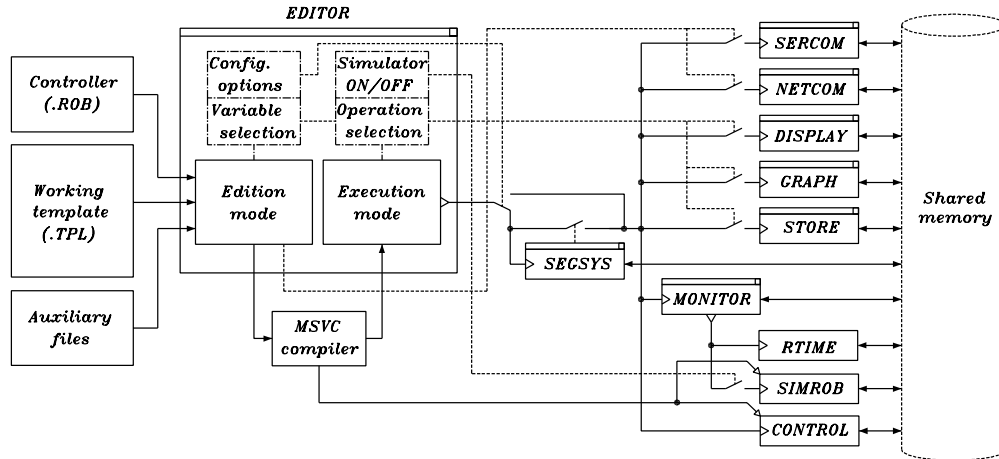 EDITOR
Controller
(.ROB)
Working
template
(.TPL)
Auxiliary
files
Config.
options
Variable
selection
Simulator
ON/OFF
Operation
selection
Edition
mode
Execution
mode
MSVC
compiler
SEGSYS
SERCOM
NETCOM
DISPLAY
GRAPH
STORE
MONITOR
RTIME
SIMROB
CONTROL
Shared
memory